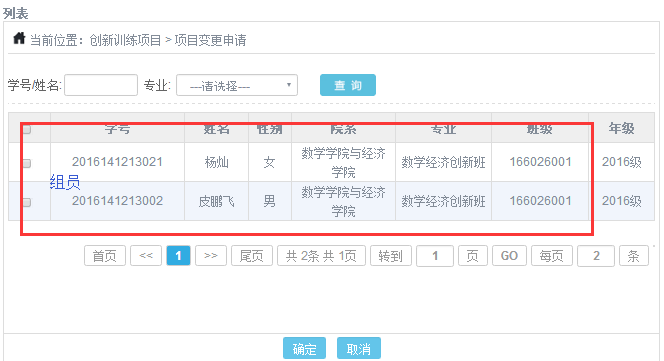 列表
当前位置：创新训练项目 > 项目变更申请
学号/姓名: 专业: ---请选择--- 查 询
学号 姓名 性别 院系 专业 班级 年级
2016141213021 杨灿 女 数学学院与经济学院 数学经济创新班 166026001 2016级
组员
2016141213002 皮鹏飞 男 数学学院与经济学院 数学经济创新班 166026001 2016级
首页 << 1 >> 尾页 共 2条 共 1页 转到 1 页 GO 每页 2 条
确定 取消